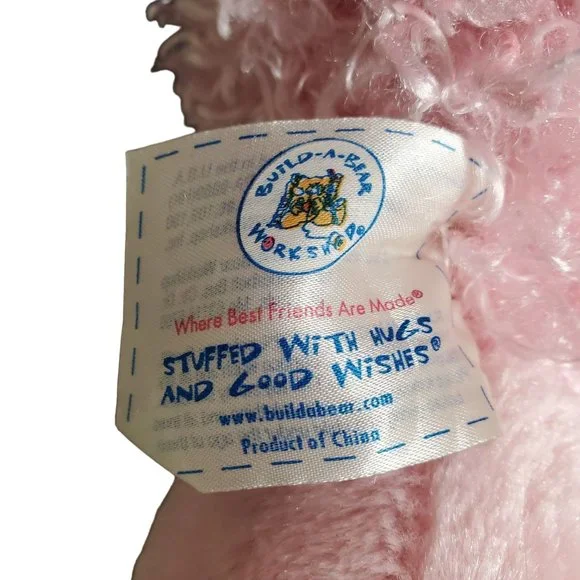 BUILD-A-BEAR
WORKSHOP®
Where Best Friends Are Made®
STUFFED WITH HUGS
AND GOOD WISHES®
www.buildabear.com
Product of China